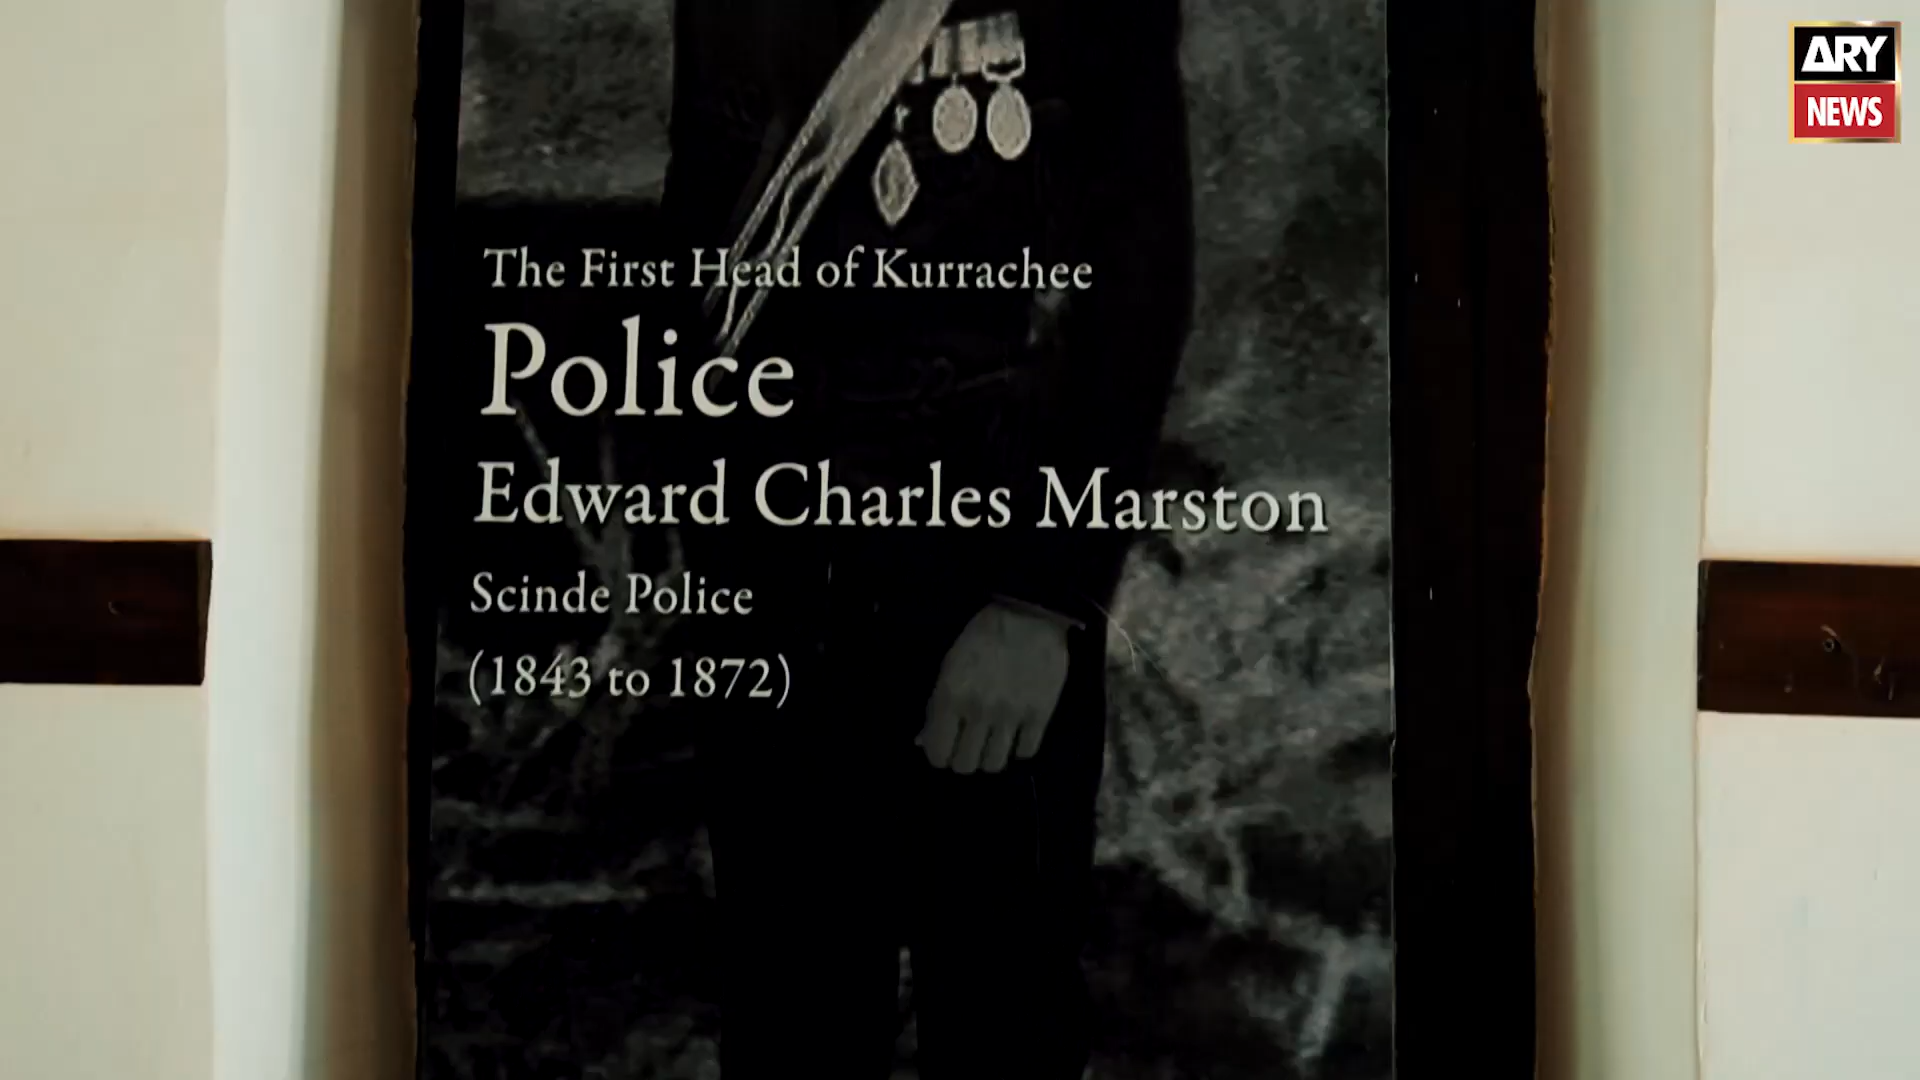 ARY
NEWS
The First Head of Kurrachee
Police
Edward Charles Marston
Scinde Police
(1843 to 1872)